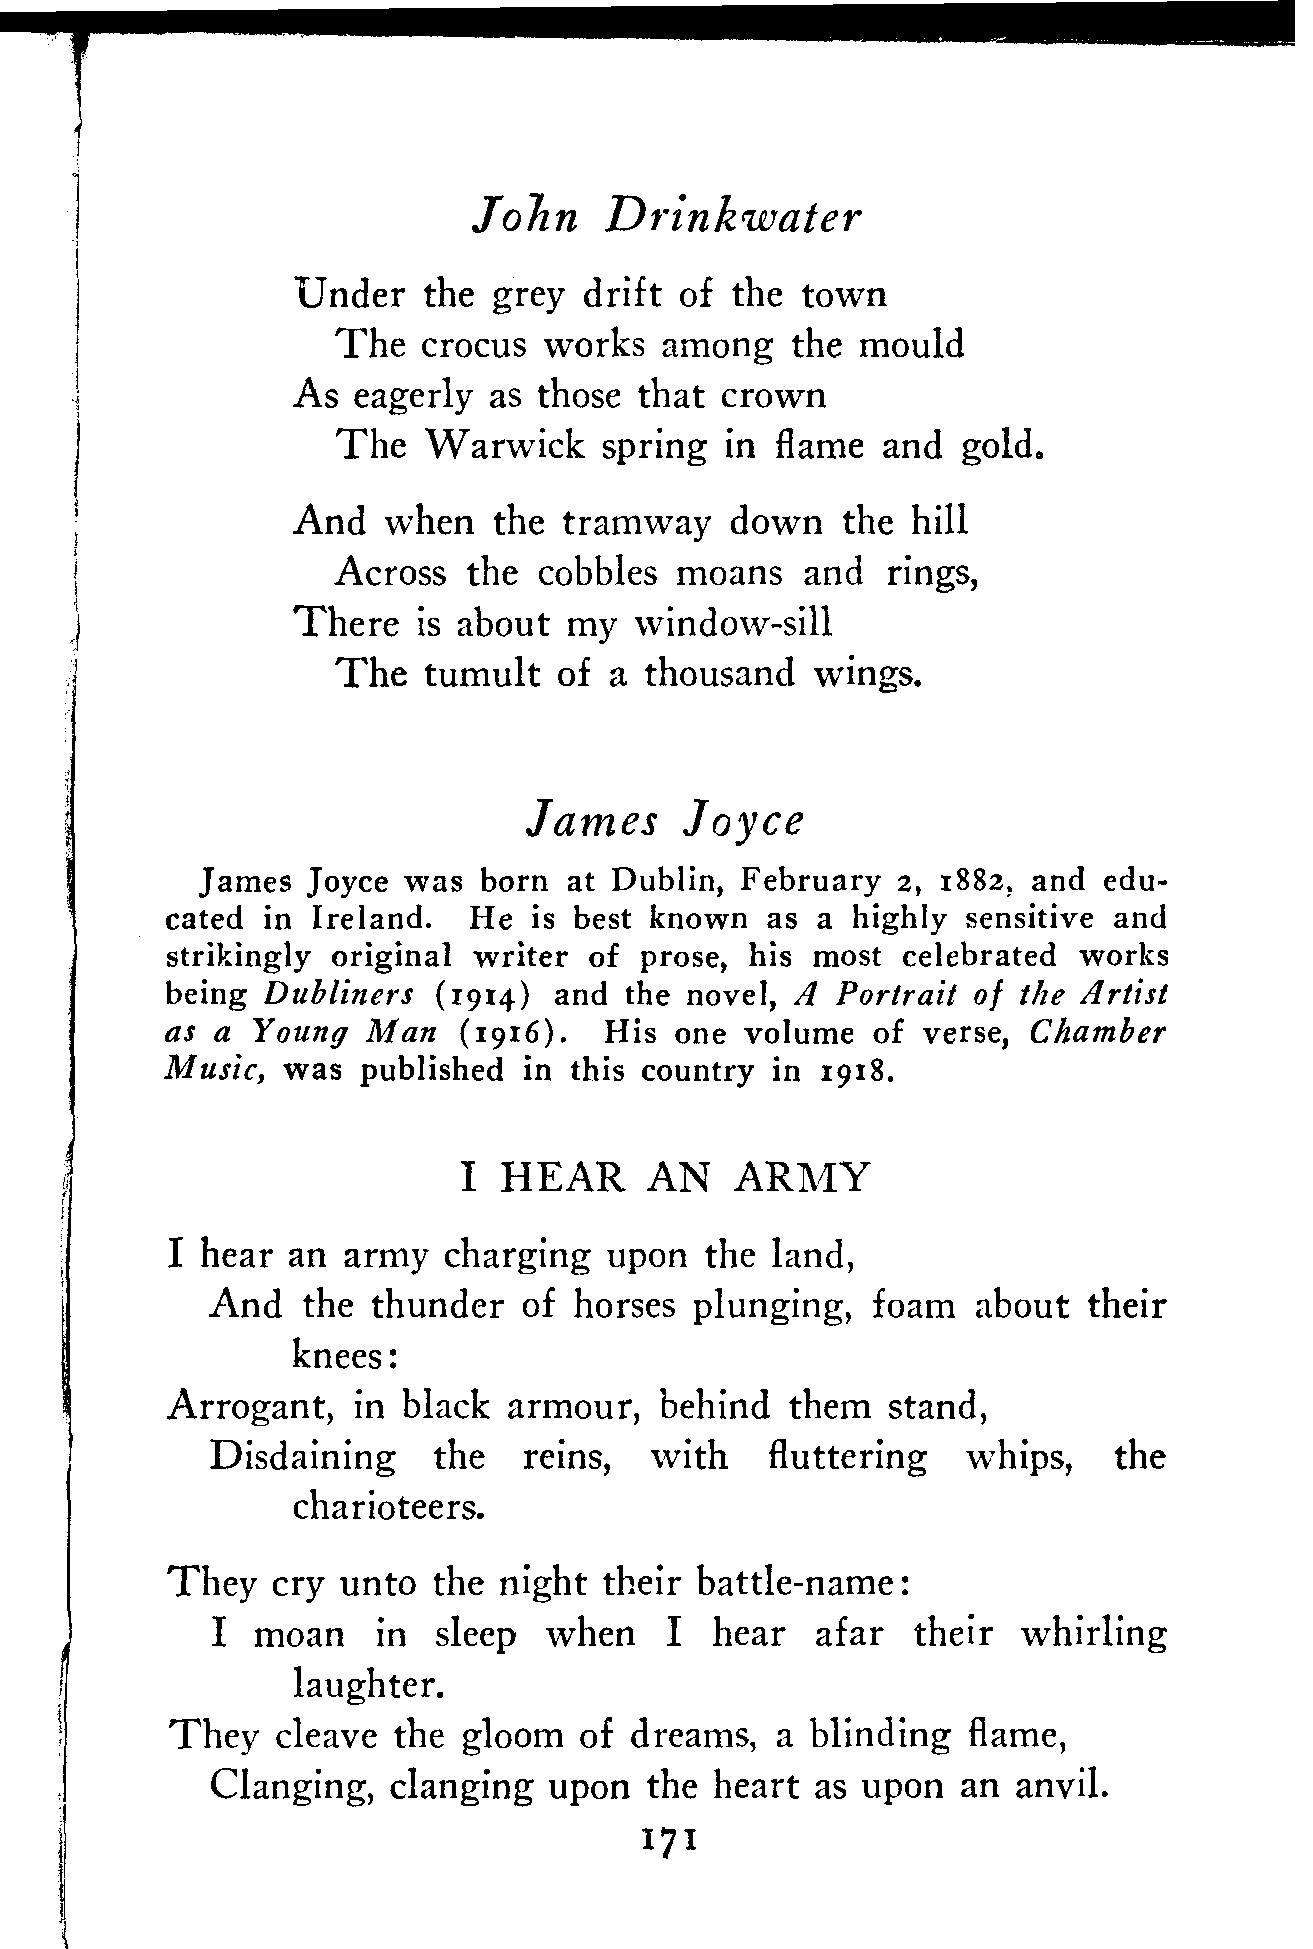 John Drinkwater
Under the grey drift of the town
The crocus works among the mould
As eagerly as those that crown
The Warwick spring in flame and gold.
And when the tramway down the hill
Across the cobbles moans and rings,
There is about my window-sill
The tumult of a thousand wings.
James Joyce
James Joyce was born at Dublin, February 2, 1882, and edu-
cated in Ireland. He is best known as a highly sensitive and
strikingly original writer of prose, his most celebrated works
being Dubliners (1914) and the novel, A Portrait of the Artist
as a Young Man (1916). His one volume of verse, Chamber
Music, was published in this country in 1918.
I HEAR AN ARMY
I hear an army charging upon the land,
And the thunder of horses plunging, foam about their
knees:
Arrogant, in black armour, behind them stand,
Disdaining the reins, with fluttering whips, the
charioteers.
They cry unto the night their battle-name:
I moan in sleep when I hear afar their whirling
laughter.
They cleave the gloom of dreams, a blinding flame,
Clanging, clanging upon the heart as upon an anvil.
171